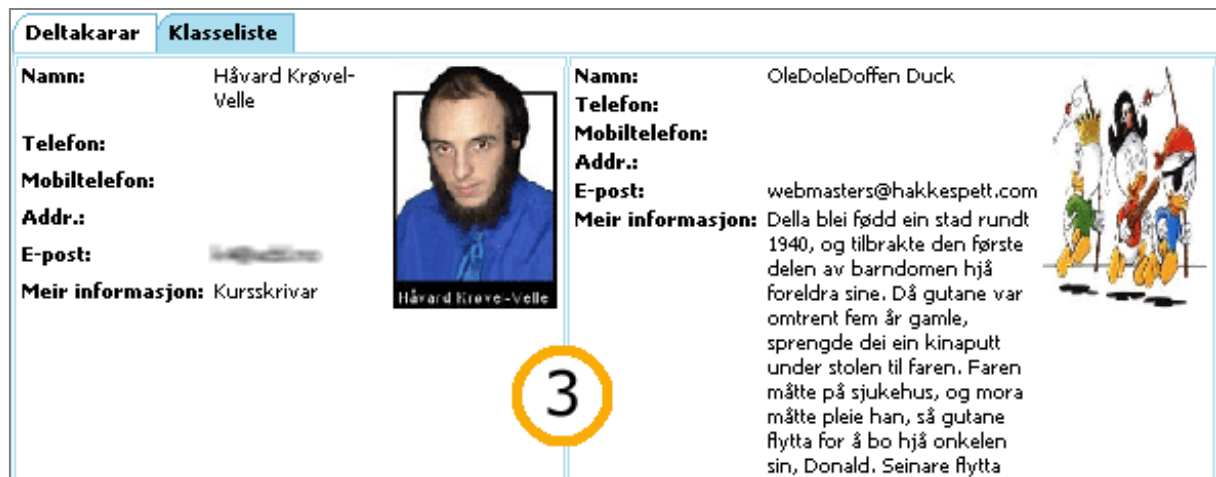 Deltakarar
Klasseliste
Namn: Håvard Krøvel-
Velle
Telefon:
Mobiltelefon:
Addr.:
E-post:
Meir informasjon: Kursskrivar
Håvard Krøvel-Velle
Namn: OleDoleDoffen Duck
Telefon:
Mobiltelefon:
Addr.:
E-post: webmasters@hakkespett.com
Meir informasjon: Della blei fødd ein stad rundt
1940, og tilbrakte den første
delen av barndomen hjå
foreldra sine. Då gutane var
omtrent fem år gamle,
sprengde dei ein kinaputt
under stolen til faren. Faren
måtte på sjukehus, og mora
måtte pleie han, så gutane
flytta for å bo hjå onkelen
sin, Donald. Seinare flytta
3